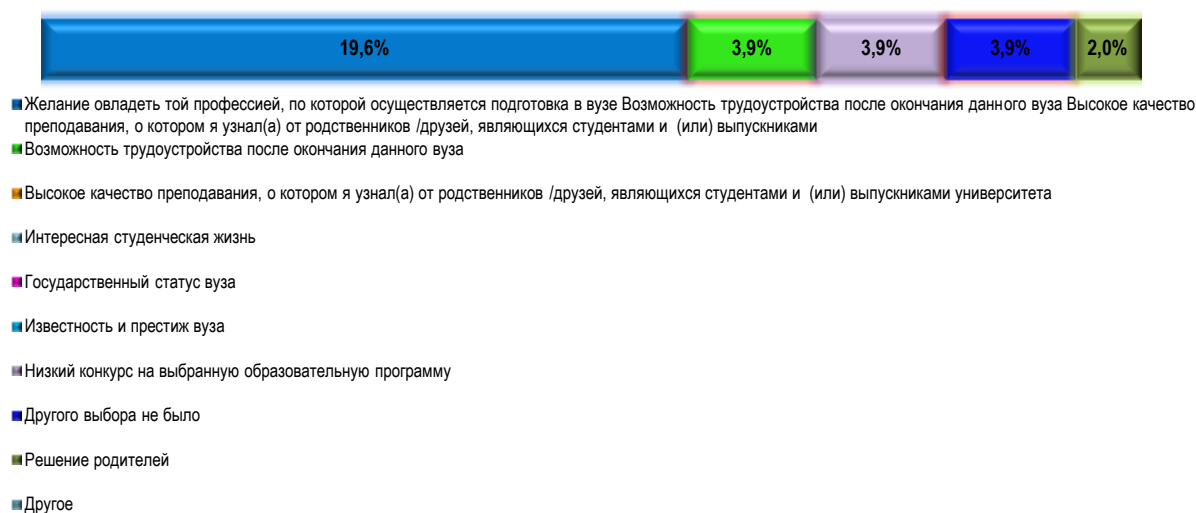 19,6% 3,9% 3,9% 3,9% 2,0%
Желание овладеть той профессией, по которой осуществляется подготовка в вузе Возможность трудоустройства после окончания данного вуза Высокое качество
преподавания, о котором я узнал(а) от родственников /друзей, являющихся студентами и (или) выпускниками
Возможность трудоустройства после окончания данного вуза
Высокое качество преподавания, о котором я узнал(а) от родственников /друзей, являющихся студентами и (или) выпускниками университета
Интересная студенческая жизнь
Государственный статус вуза
Известность и престиж вуза
Низкий конкурс на выбранную образовательную программу
Другого выбора не было
Решение родителей
Другое